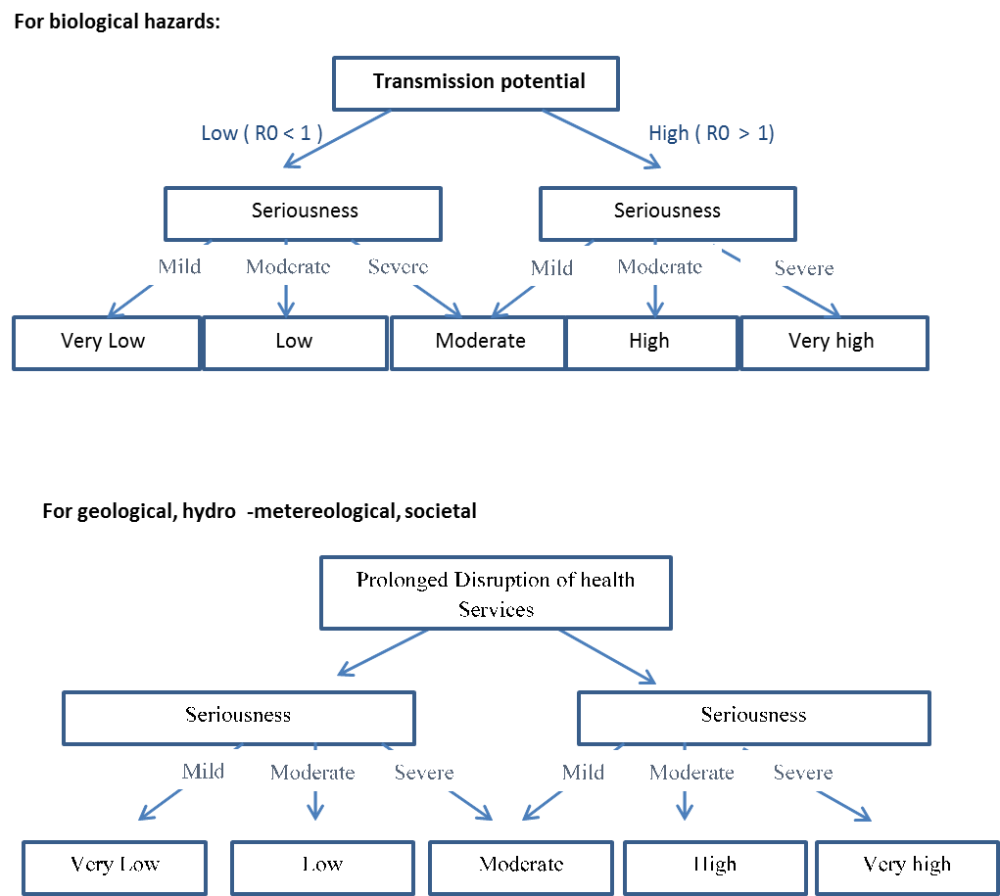 For biological hazards:
Transmission potential
Low ( R0 < 1 )
High ( R0 > 1)
Seriousness
Seriousness
Mild
Moderate
Severe
Mild
Moderate
Severe
Very Low
Low
Moderate
High
Very high
For geological, hydro -metereological, societal
Prolonged Disruption of health
Services
Seriousness
Seriousness
Mild
Moderate
Severe
Mild
Moderate
Severe
Very Low
Low
Moderate
High
Very high